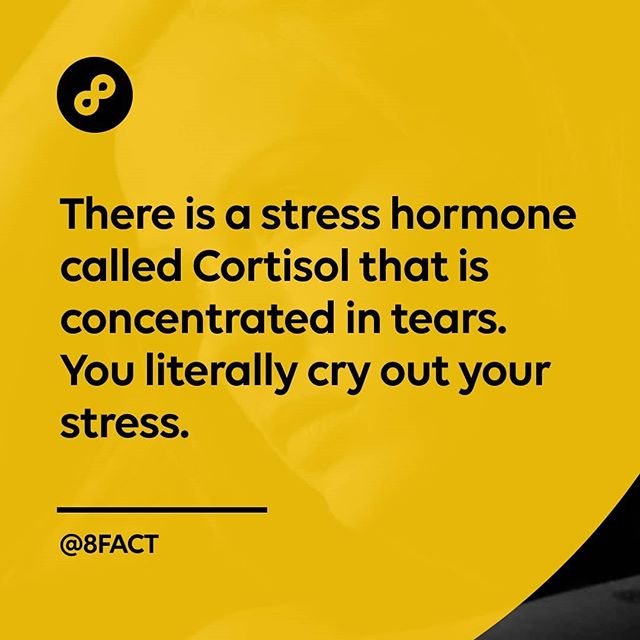 There is a stress hormone
called Cortisol that is
concentrated in tears.
You literally cry out your
stress.
@8FACT